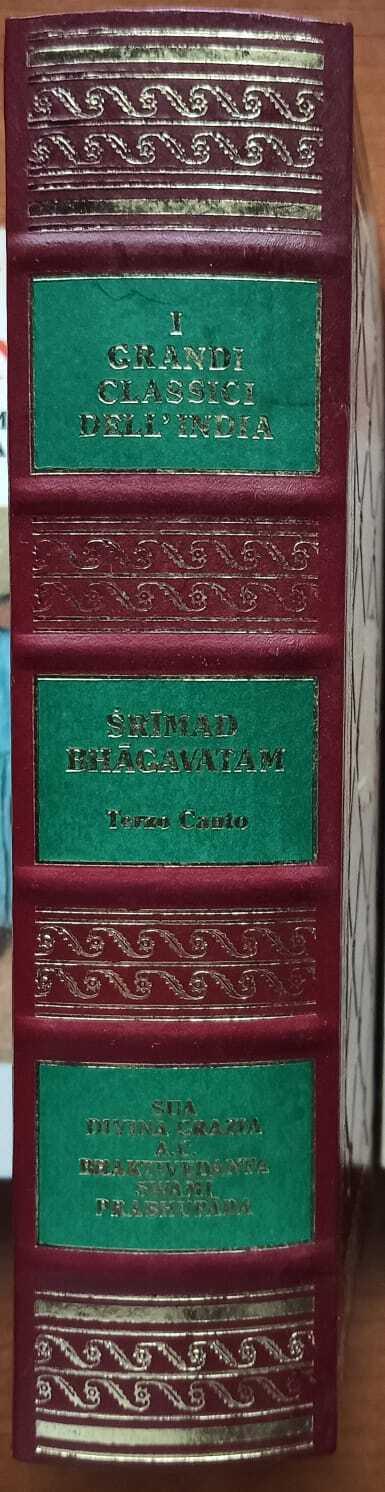 I
GRANDI
CLASSICI
DELL'INDIA
ŚRĪMAD
BHĀGAVATAM
Terzo Canto
SUA
DIVINA GRAZIA
A.C.
BHAKTIVEDANTA
SWAMI
PRABHUPĀDA